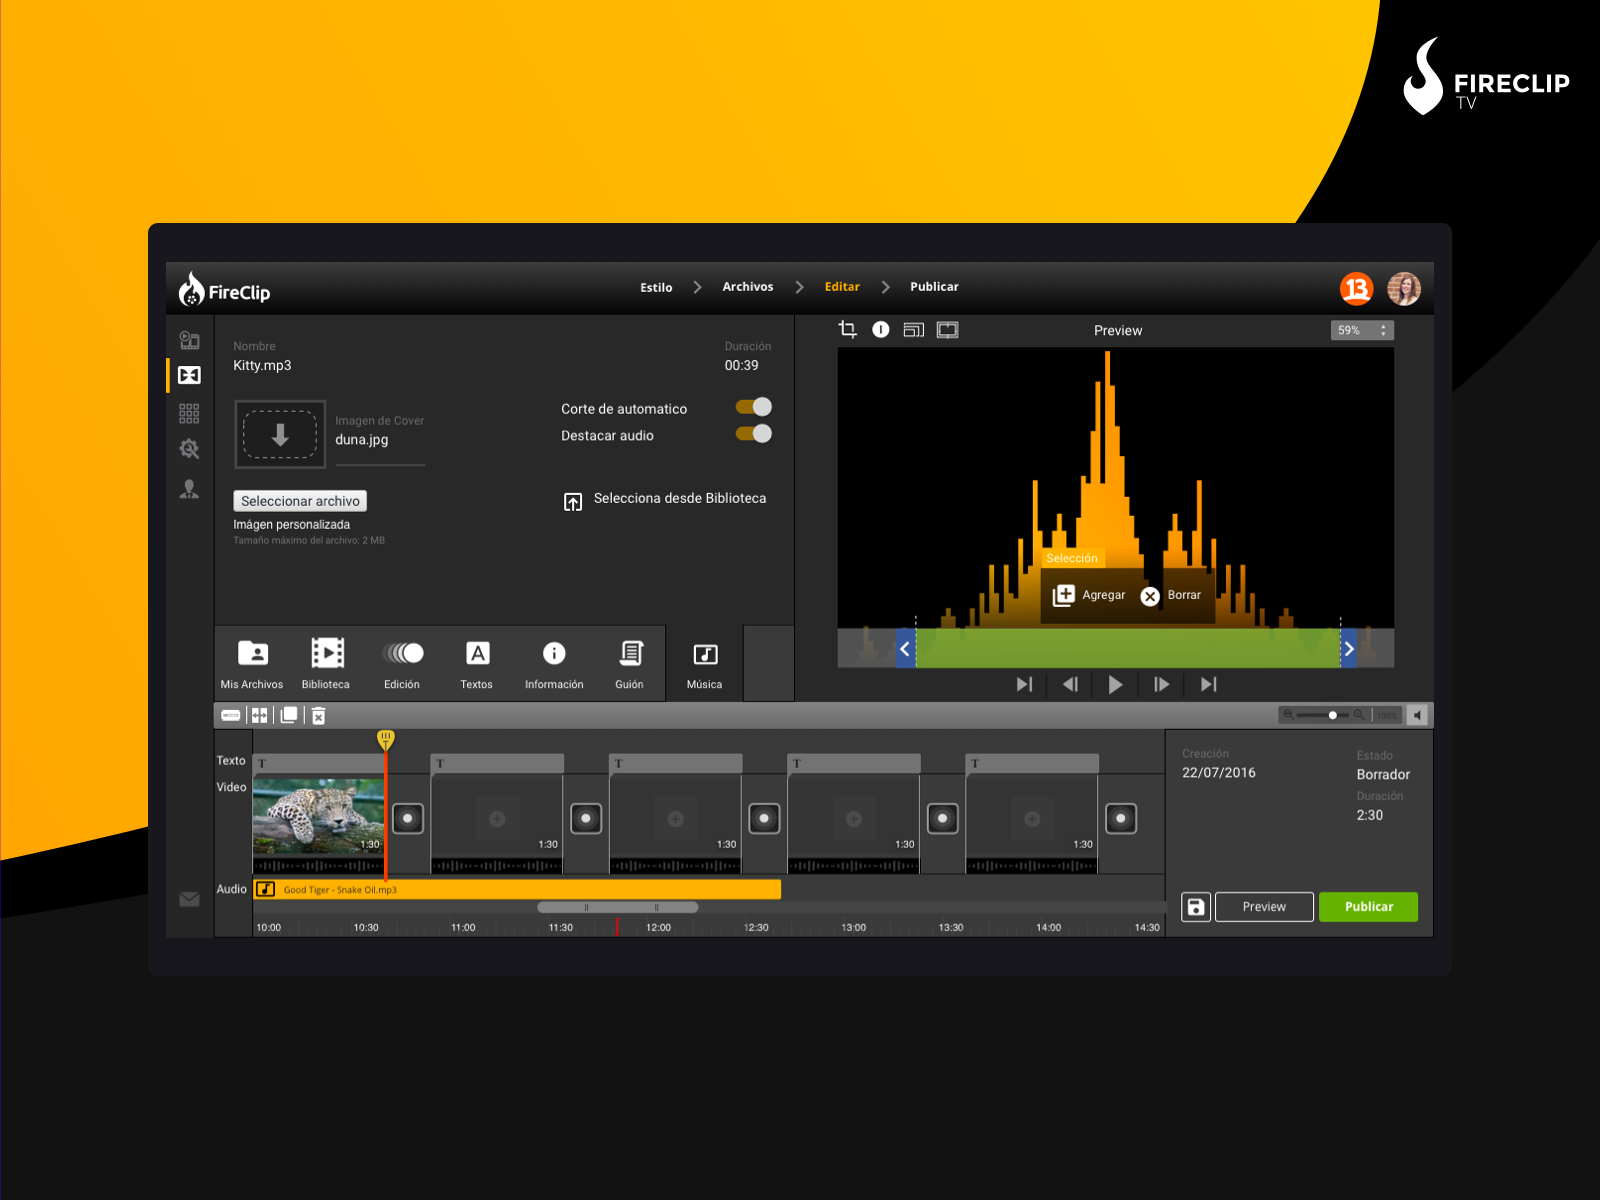 FIRECLIP
TV
FireClip
Estilo
Archivos
Editar
Publicar
13
Nombre
Kitty.mp3
Duración
00:39
Imagen de Cover
duna.jpg
Corte de automatico
Destacar audio
Seleccionar archivo
Imágen personalizada
Tamaño máximo del archivo: 2 MB
Selecciona desde Biblioteca
Preview
59%
Selección
Agregar
Borrar
Mis Archivos
Biblioteca
Edición
A
Textos
Información
Guión
Música
100%
Texto
T
T
T
T
T
Video
1:30
1:30
1:30
1:30
1:30
Audio
Good Tiger - Snake Oil.mp3
10:00
10:30
11:00
11:30
12:00
12:30
13:00
13:30
14:00
14:30
Creación
22/07/2016
Estado
Borrador
Duración
2:30
Preview
Publicar